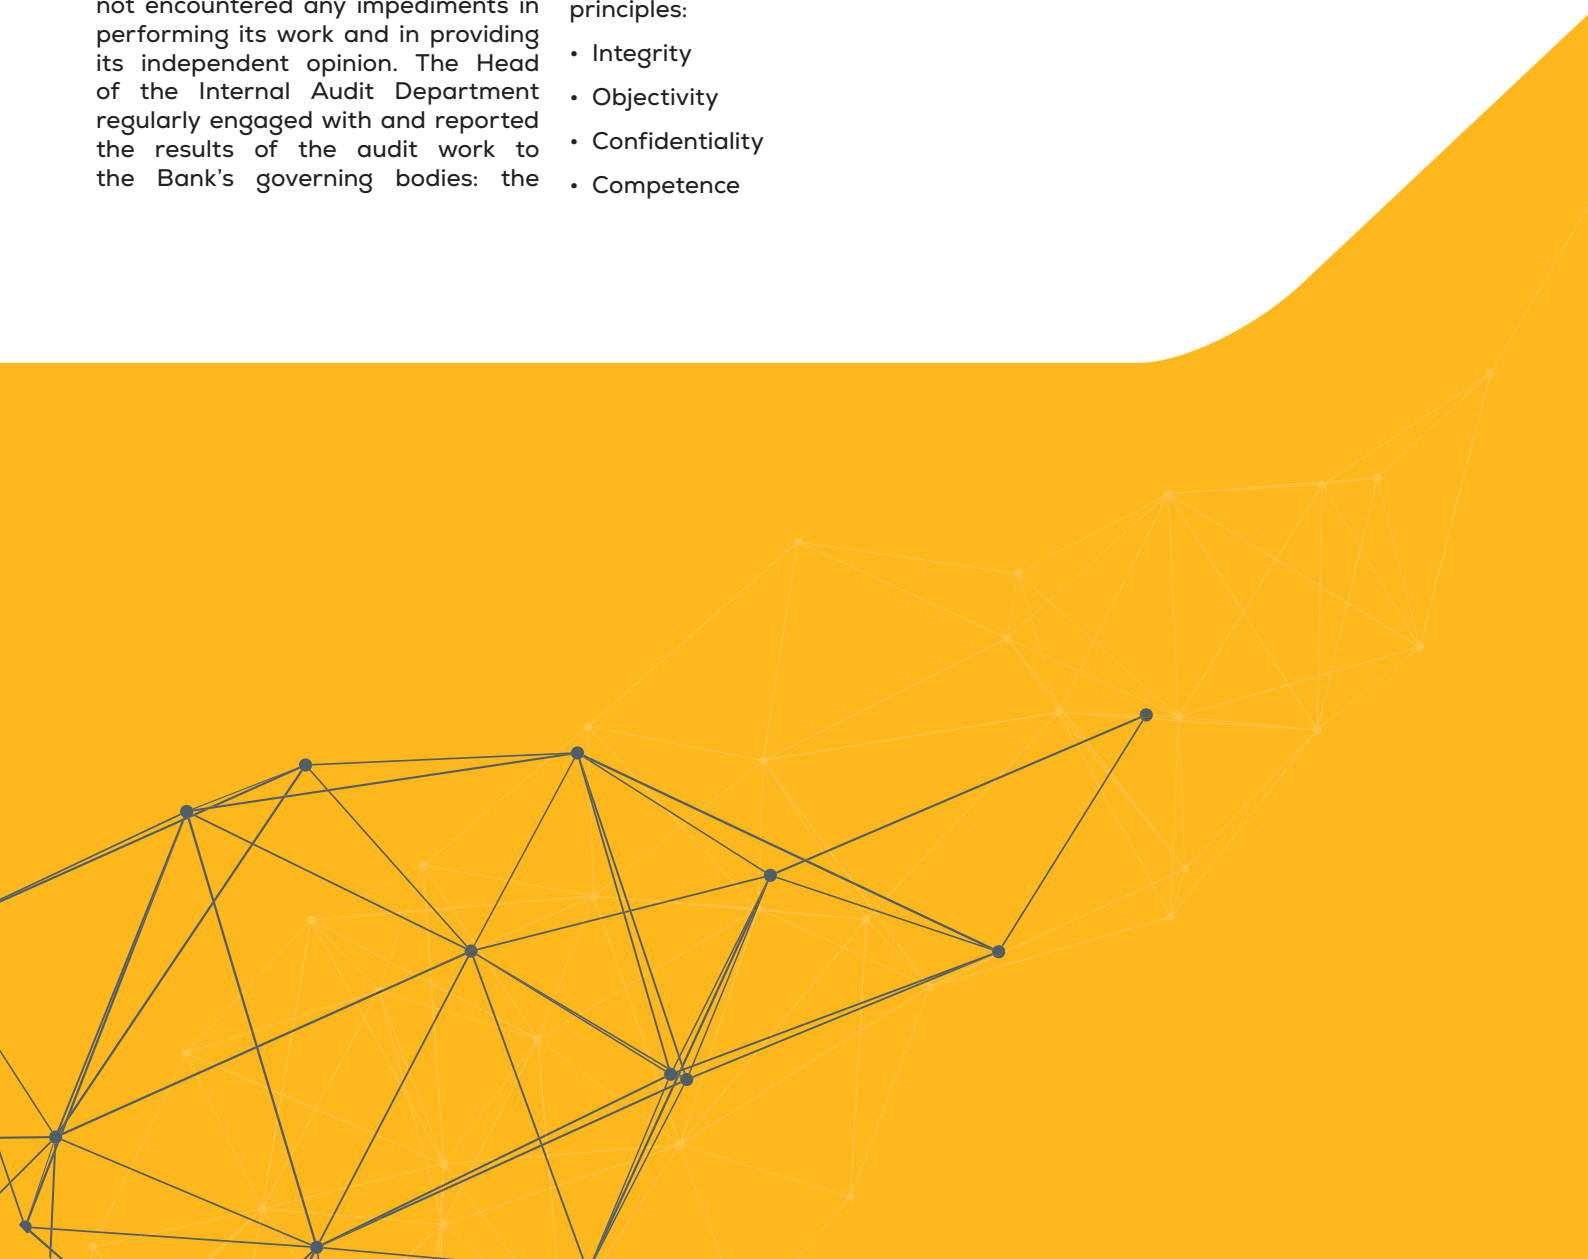 not encountered any impediments in
performing its work and in providing
its independent opinion. The Head
of the Internal Audit Department
regularly engaged with and reported
the results of the audit work to
the Bank's governing bodies: the
principles:
• Integrity
• Objectivity
• Confidentiality
• Competence